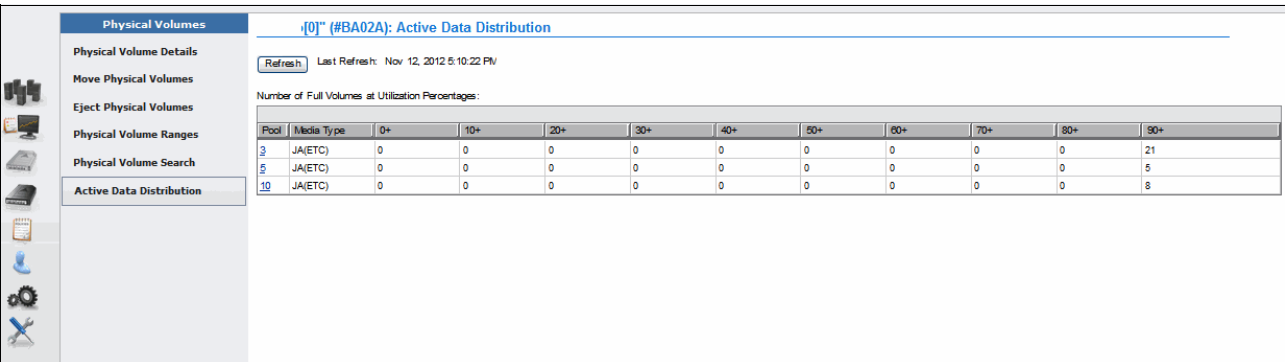 Physical Volumes
Physical Volume Details
Move Physical Volumes
Eject Physical Volumes
Physical Volume Ranges
Physical Volume Search
Active Data Distribution
[0]" (#BA02A): Active Data Distribution
Refresh Last Refresh: Nov 12, 2012 5:10:22 PM
Number of Full Volumes at Utilization Percentages:
Pool Media Type 0+ 10+ 20+ 30+ 40+ 50+ 60+ 70+ 80+ 90+
3 JA(ETC) 0 0 0 0 0 0 0 0 0 21
5 JA(ETC) 0 0 0 0 0 0 0 0 0 5
10 JA(ETC) 0 0 0 0 0 0 0 0 0 8